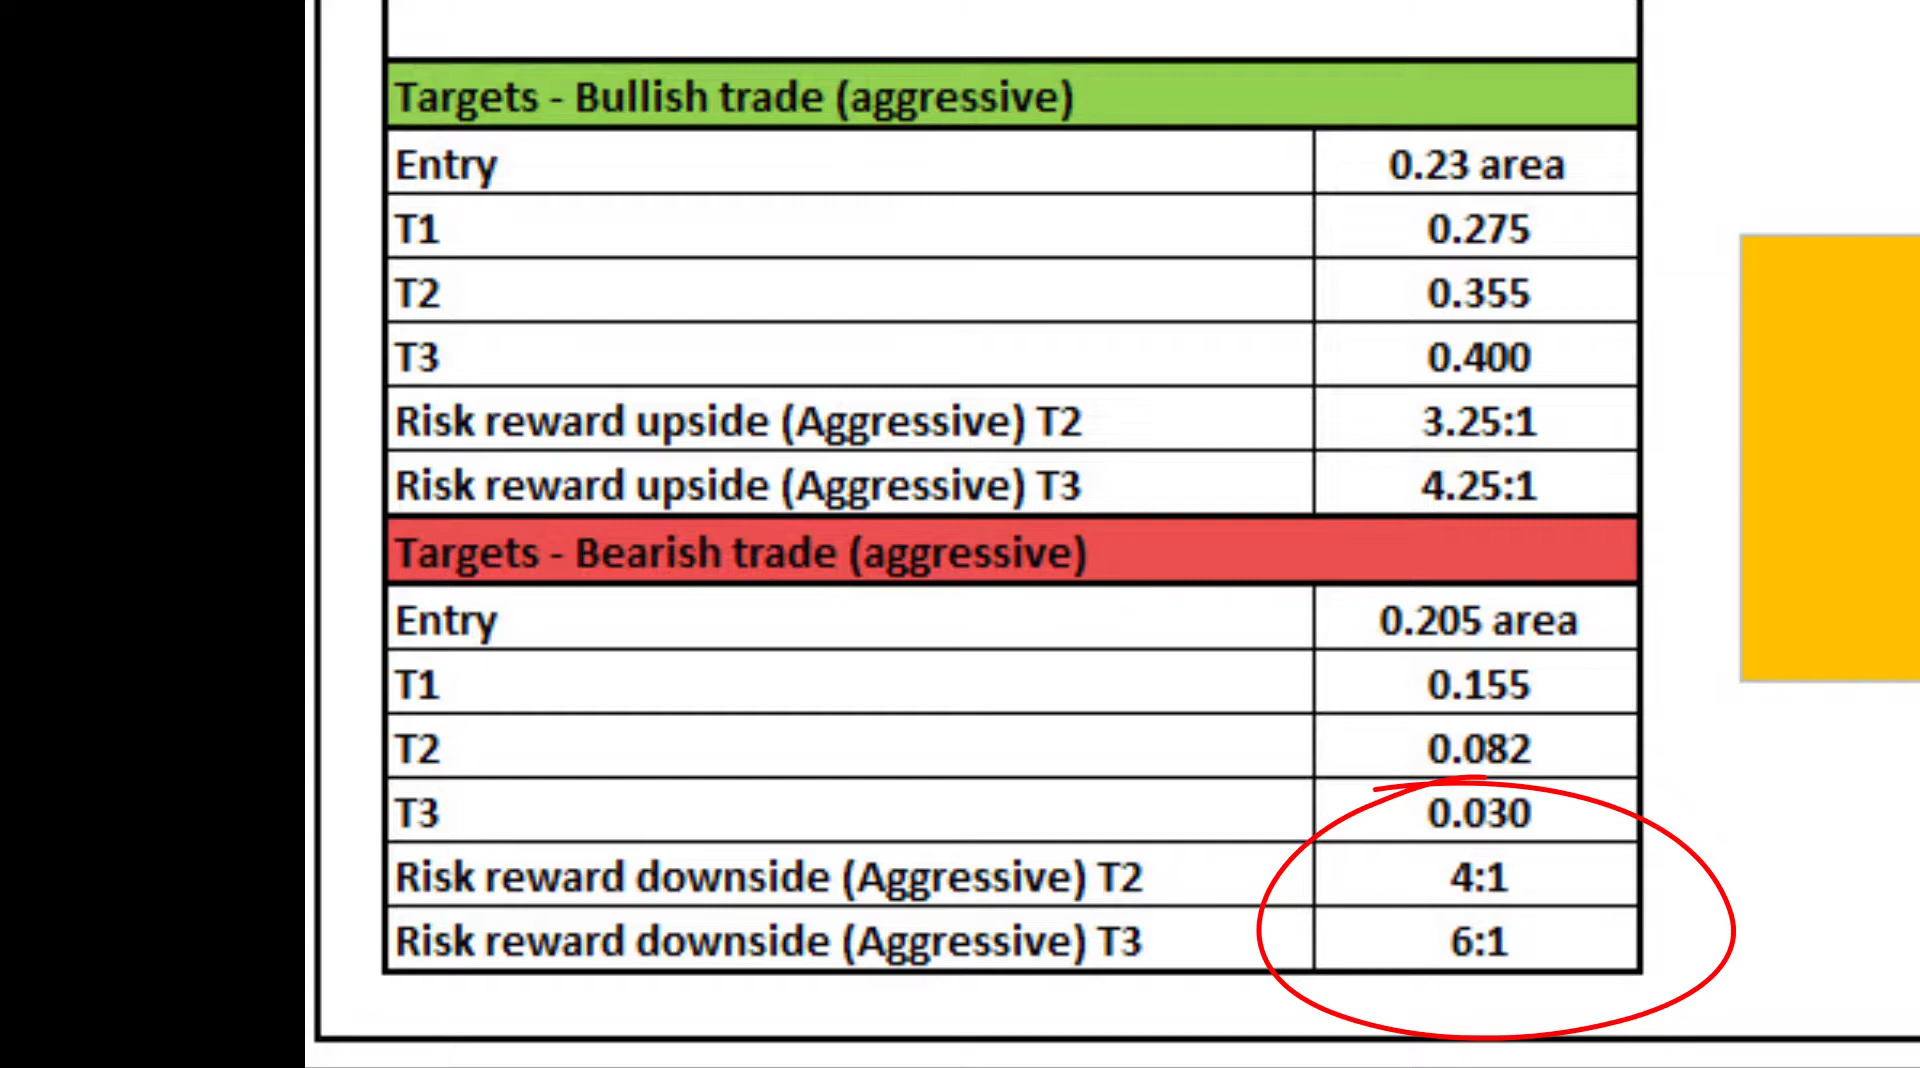 Targets - Bullish trade (aggressive)
Entry 0.23 area
T1 0.275
T2 0.355
T3 0.400
Risk reward upside (Aggressive) T2 3.25:1
Risk reward upside (Aggressive) T3 4.25:1
Targets - Bearish trade (aggressive)
Entry 0.205 area
T1 0.155
T2 0.082
T3 0.030
Risk reward downside (Aggressive) T2 4:1
Risk reward downside (Aggressive) T3 6:1